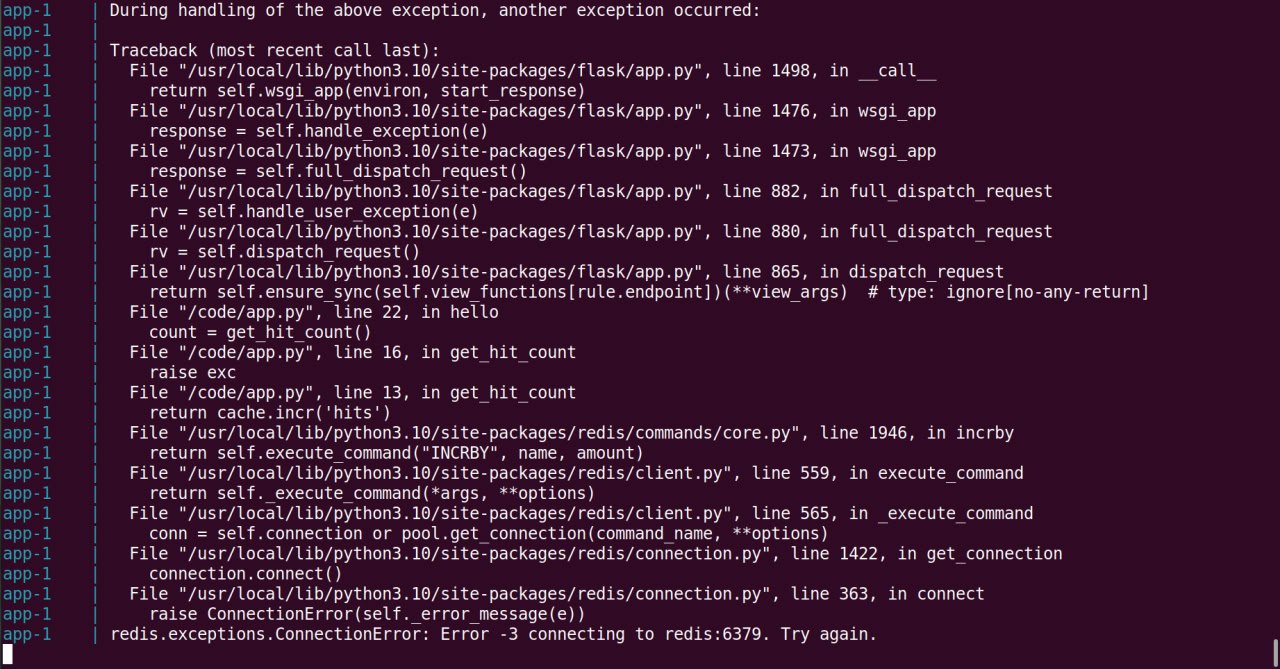 app-1     | During handling of the above exception, another exception occurred:
app-1     |
app-1     | Traceback (most recent call last):
app-1     |   File "/usr/local/lib/python3.10/site-packages/flask/app.py", line 1498, in __call__
app-1     |     return self.wsgi_app(environ, start_response)
app-1     |   File "/usr/local/lib/python3.10/site-packages/flask/app.py", line 1476, in wsgi_app
app-1     |     response = self.handle_exception(e)
app-1     |   File "/usr/local/lib/python3.10/site-packages/flask/app.py", line 1473, in wsgi_app
app-1     |     response = self.full_dispatch_request()
app-1     |   File "/usr/local/lib/python3.10/site-packages/flask/app.py", line 882, in full_dispatch_request
app-1     |     rv = self.handle_user_exception(e)
app-1     |   File "/usr/local/lib/python3.10/site-packages/flask/app.py", line 880, in full_dispatch_request
app-1     |     rv = self.dispatch_request()
app-1     |   File "/usr/local/lib/python3.10/site-packages/flask/app.py", line 865, in dispatch_request
app-1     |     return self.ensure_sync(self.view_functions[rule.endpoint])(**view_args)  # type: ignore[no-any-return]
app-1     |   File "/code/app.py", line 22, in hello
app-1     |     count = get_hit_count()
app-1     |   File "/code/app.py", line 16, in get_hit_count
app-1     |     raise exc
app-1     |   File "/code/app.py", line 13, in get_hit_count
app-1     |     return cache.incr('hits')
app-1     |   File "/usr/local/lib/python3.10/site-packages/redis/commands/core.py", line 1946, in incrby
app-1     |     return self.execute_command("INCRBY", name, amount)
app-1     |   File "/usr/local/lib/python3.10/site-packages/redis/client.py", line 559, in execute_command
app-1     |     return self._execute_command(*args, **options)
app-1     |   File "/usr/local/lib/python3.10/site-packages/redis/client.py", line 565, in _execute_command
app-1     |     conn = self.connection or pool.get_connection(command_name, **options)
app-1     |   File "/usr/local/lib/python3.10/site-packages/redis/connection.py", line 1422, in get_connection
app-1     |     connection.connect()
app-1     |   File "/usr/local/lib/python3.10/site-packages/redis/connection.py", line 363, in connect
app-1     |     raise ConnectionError(self._error_message(e))
app-1     | redis.exceptions.ConnectionError: Error -3 connecting to redis:6379. Try again.